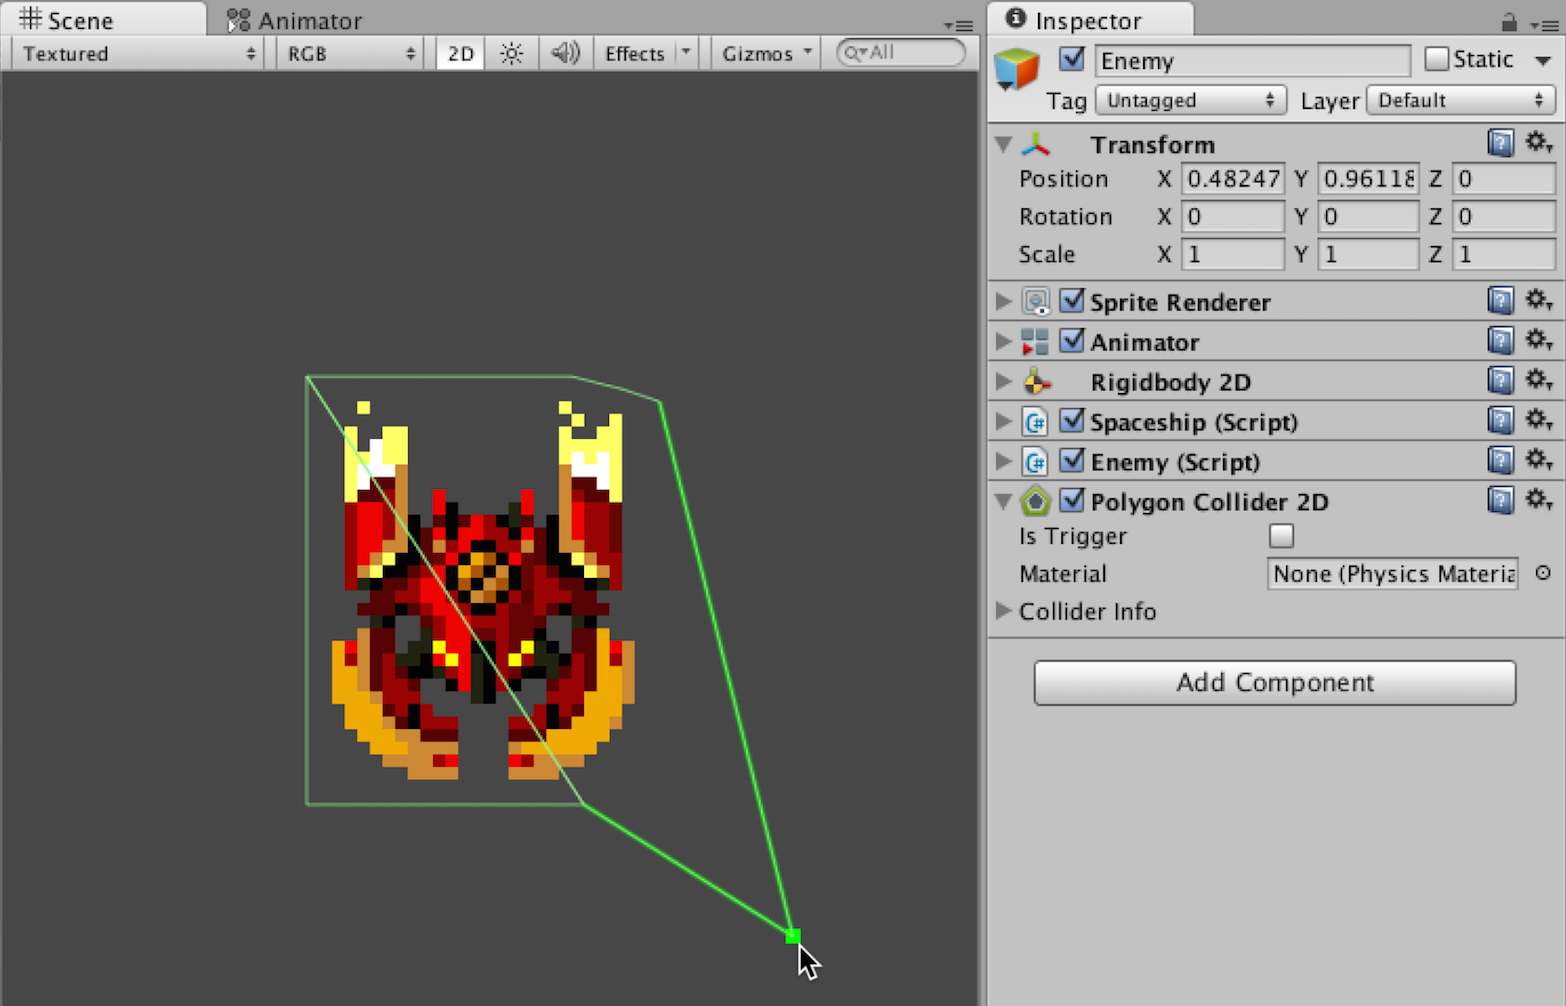 Scene
Animator
Textured
RGB
2D
Effects
Gizmos
All
Inspector
Enemy
Static
Tag
Untagged
Layer
Default
Transform
Position X 0.48247 Y 0.96118 Z 0
Rotation X 0 Y 0 Z 0
Scale X 1 Y 1 Z 1
Sprite Renderer
Animator
Rigidbody 2D
C# Spaceship (Script)
C# Enemy (Script)
Polygon Collider 2D
Is Trigger
Material None (Physics Materia
Collider Info
Add Component